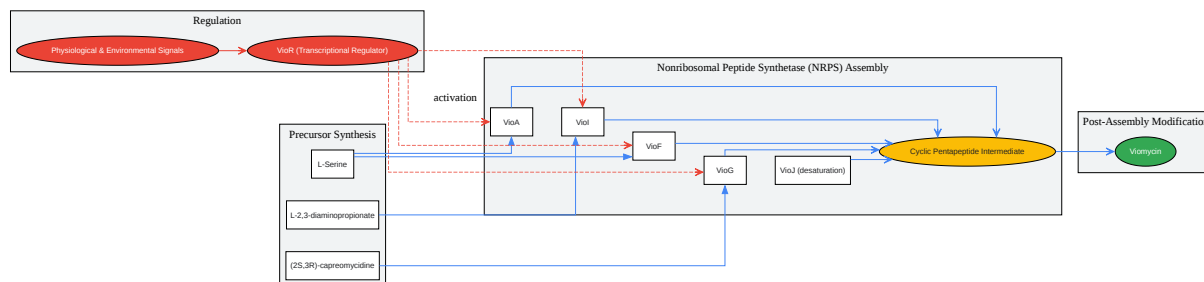 Regulation
Physiological & Environmental Signals
VioR (Transcriptional Regulator)
Nonribosomal Peptide Synthetase (NRPS) Assembly
activation
VioA
VioI
VioF
VioG
VioJ (desaturation)
Cyclic Pentapeptide Intermediate
Post-Assembly Modification
Viomycin
Precursor Synthesis
L-Serine
L-2,3-diaminopropionate
(2S,3R)-capreomycidine